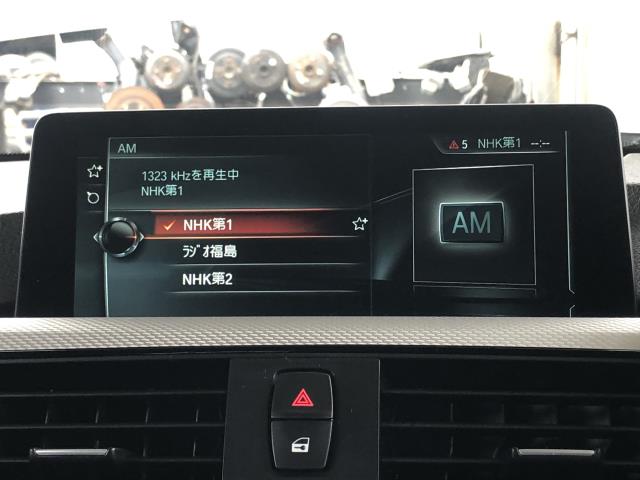 AM
5 NHK第1 --:--
1323 kHzを再生中
NHK第1
NHK第1
ﾗｼﾞｵ福島
NHK第2
AM